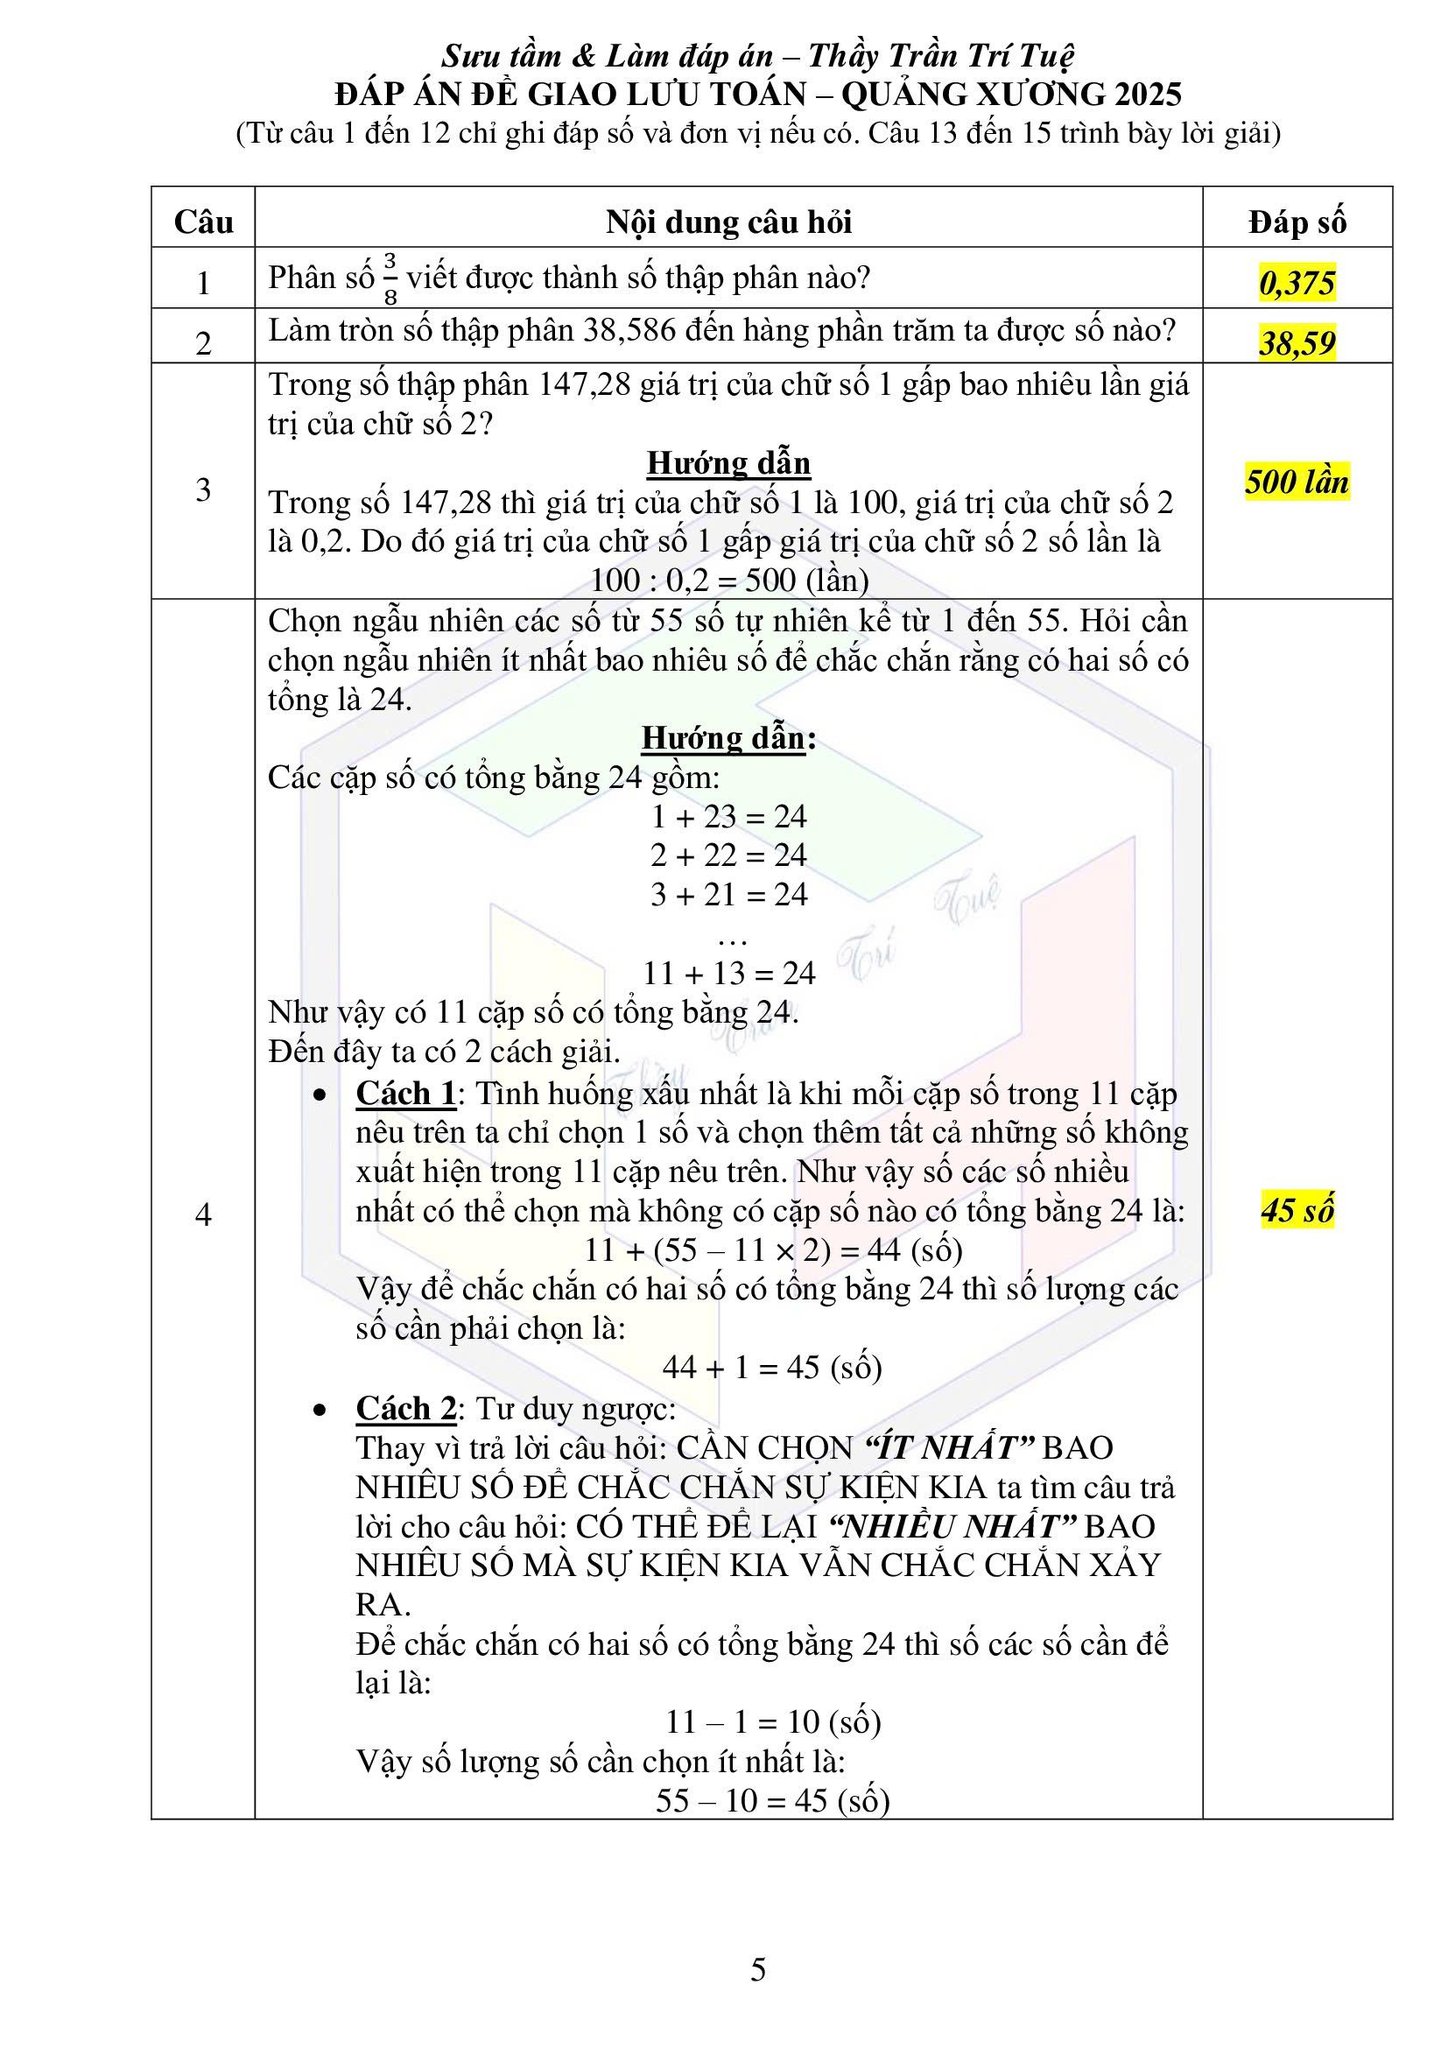 Sưu tầm & Làm đáp án – Thầy Trần Trí Tuệ
ĐÁP ÁN ĐỀ GIAO LƯU TOÁN – QUẢNG XƯƠNG 2025
(Từ câu 1 đến 12 chỉ ghi đáp số và đơn vị nếu có. Câu 13 đến 15 trình bày lời giải)
Câu
Nội dung câu hỏi
Đáp số
1
Phân số 3/8 viết được thành số thập phân nào?
0,375
2
Làm tròn số thập phân 38,586 đến hàng phần trăm ta được số nào?
38,59
3
Trong số thập phân 147,28 giá trị của chữ số 1 gấp bao nhiêu lần giá
trị của chữ số 2?
Hướng dẫn
Trong số 147,28 thì giá trị của chữ số 1 là 100, giá trị của chữ số 2
là 0,2. Do đó giá trị của chữ số 1 gấp giá trị của chữ số 2 số lần là
100 : 0,2 = 500 (lần)
500 lần
4
Chọn ngẫu nhiên các số từ 55 số tự nhiên kể từ 1 đến 55. Hỏi cần
chọn ngẫu nhiên ít nhất bao nhiêu số để chắc chắn rằng có hai số có
tổng là 24.
Hướng dẫn:
Các cặp số có tổng bằng 24 gồm:
1 + 23 = 24
2 + 22 = 24
3 + 21 = 24
…
11 + 13 = 24
Như vậy có 11 cặp số có tổng bằng 24.
Đến đây ta có 2 cách giải.
• Cách 1: Tình huống xấu nhất là khi mỗi cặp số trong 11 cặp
nêu trên ta chỉ chọn 1 số và chọn thêm tất cả những số không
xuất hiện trong 11 cặp nêu trên. Như vậy số các số nhiều
nhất có thể chọn mà không có cặp số nào có tổng bằng 24 là:
11 + (55 – 11 × 2) = 44 (số)
Vậy để chắc chắn có hai số có tổng bằng 24 thì số lượng các
số cần phải chọn là:
44 + 1 = 45 (số)
• Cách 2: Tư duy ngược:
Thay vì trả lời câu hỏi: CẦN CHỌN “ÍT NHẤT” BAO
NHIÊU SỐ ĐỂ CHẮC CHẮN SỰ KIỆN KIA ta tìm câu trả
lời cho câu hỏi: CÓ THỂ ĐỂ LẠI “NHIỀU NHẤT” BAO
NHIÊU SỐ MÀ SỰ KIỆN KIA VẪN CHẮC CHẮN XẢY
RA.
Để chắc chắn có hai số có tổng bằng 24 thì số các số cần để
lại là:
11 – 1 = 10 (số)
Vậy số lượng số cần chọn ít nhất là:
55 – 10 = 45 (số)
45 số
Thầy Trần Trí Tuệ
5